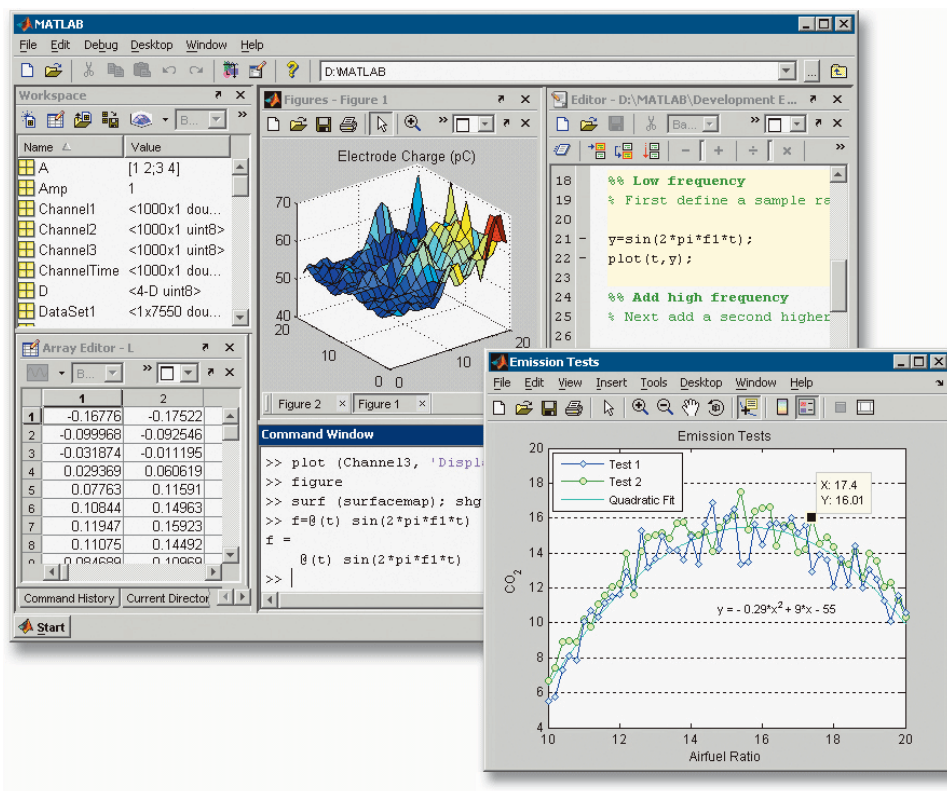 MATLAB
File Edit Debug Desktop Window Help
D:\MATLAB
...
Workspace
B...
Name Value
A [1 2;3 4]
Amp 1
Channel1 <1000x1 dou...
Channel2 <1000x1 uint8>
Channel3 <1000x1 uint8>
ChannelTime <1000x1 dou...
D <4-D uint8>
DataSet1 <1x7550 dou...
Array Editor - L
B...
1 2
1 -0.16776 -0.17522
2 -0.099968 -0.092546
3 -0.031874 -0.011195
4 0.029369 0.060619
5 0.07763 0.11591
6 0.10844 0.14963
7 0.11947 0.15923
8 0.11075 0.14492
0.084689 0.10969
Command History Current Director
Start
Figures - Figure 1
Electrode Charge (pC)
70
60
50
40
20
10
0
0
10
20
Figure 2 Figure 1
Command Window
>> plot (Channel3, 'Displ
>> figure
>> surf (surfacemap); shg
>> f=@(t) sin(2*pi*f1*t)
f =
@(t) sin(2*pi*f1*t)
>>
Editor - D:\MATLAB\Development E...
Ba...
18 %% Low frequency
19 % First define a sample ra
20
21 - y=sin(2*pi*f1*t);
22 - plot(t,y);
23
24 %% Add high frequency
25 % Next add a second higher
26
Emission Tests
File Edit View Insert Tools Desktop Window Help
Emission Tests
Test 1
Test 2
Quadratic Fit
X: 17.4
Y: 16.01
y = - 0.29*x² + 9*x - 55
CO₂
20
18
16
14
12
10
8
6
4
10 12 14 16 18 20
Airfuel Ratio